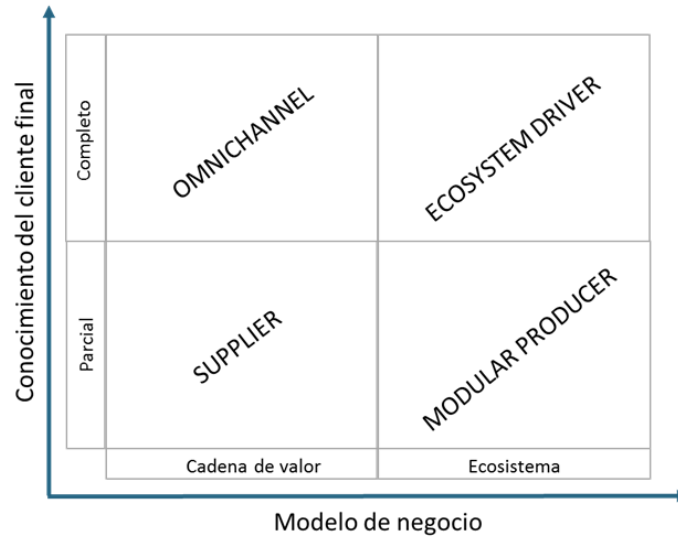 Conocimiento del cliente final
Completo
OMNICHANNEL
ECOSYSTEM DRIVER
Parcial
SUPPLIER
MODULAR PRODUCER
Cadena de valor
Ecosistema
Modelo de negocio